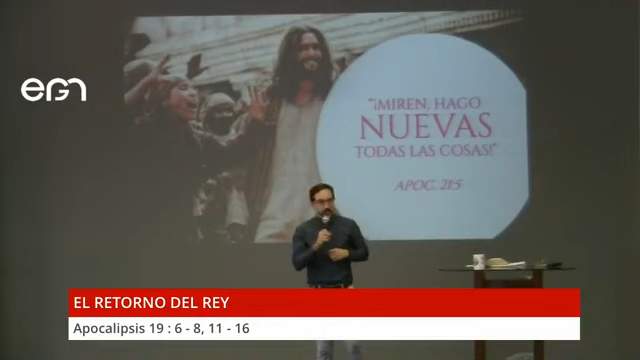 egn
"¡MIREN, HAGO
NUEVAS
TODAS LAS COSAS!"
APOC. 21:5
EL RETORNO DEL REY
Apocalipsis 19 : 6 - 8, 11 - 16